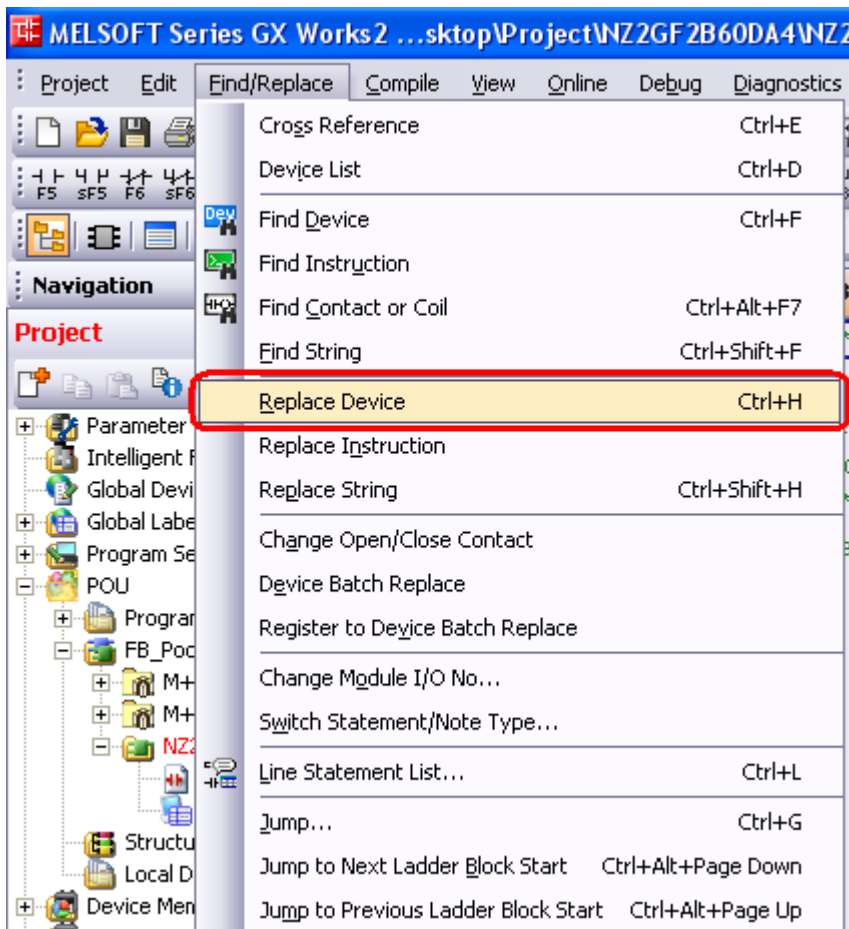 MELSOFT Series GX Works2 ...sktop\Project\NZ2GF2B60DA4\NZ2
Project Edit Find/Replace Compile View Online Debug Diagnostics
F5 sF5 F6 sF6
Navigation
Project
Parameter
Intelligent F
Global Devi
Global Labe
Program Se
POU
Program
FB_Poo
M+
M+
NZ2
Structu
Local D
Device Mem
Cross Reference Ctrl+E
Device List Ctrl+D
Dev Find Device Ctrl+F
Find Instruction
Find Contact or Coil Ctrl+Alt+F7
Find String Ctrl+Shift+F
Replace Device Ctrl+H
Replace Instruction
Replace String Ctrl+Shift+H
Change Open/Close Contact
Device Batch Replace
Register to Device Batch Replace
Change Module I/O No...
Switch Statement/Note Type...
Line Statement List... Ctrl+L
Jump... Ctrl+G
Jump to Next Ladder Block Start Ctrl+Alt+Page Down
Jump to Previous Ladder Block Start Ctrl+Alt+Page Up